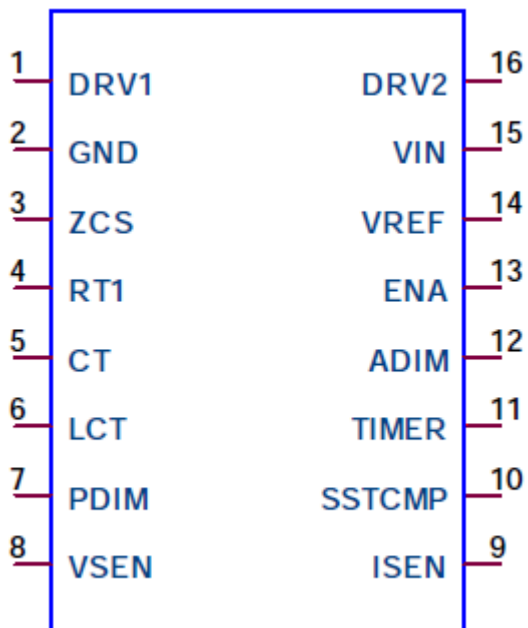 1 DRV1 DRV2 16
2 GND VIN 15
3 ZCS VREF 14
4 RT1 ENA 13
5 CT ADIM 12
6 LCT TIMER 11
7 PDIM SSTCMP 10
8 VSEN ISEN 9